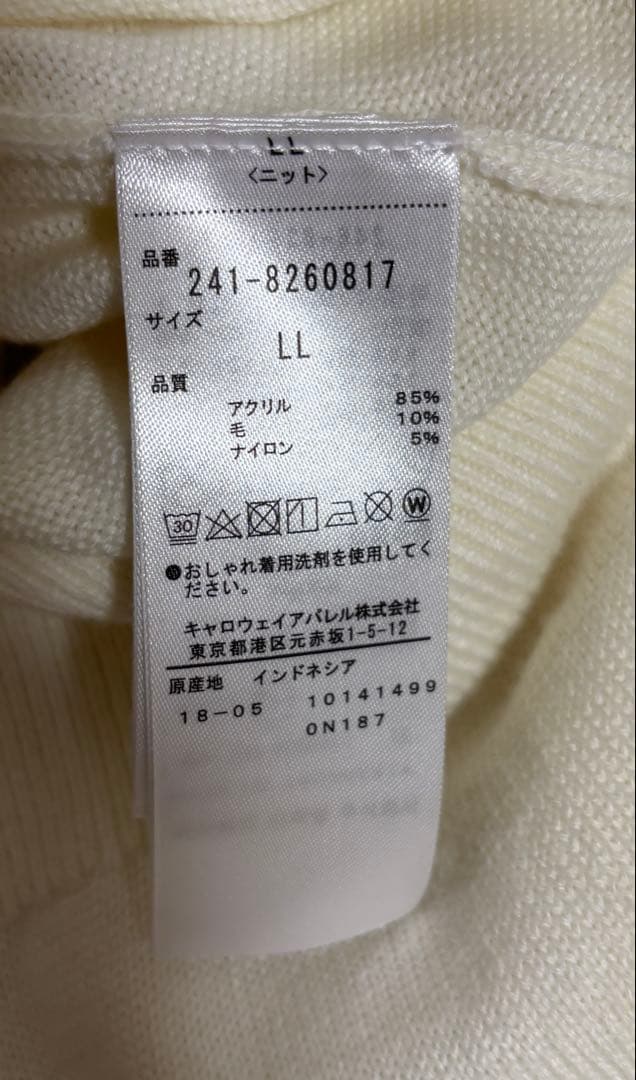 LL
〈ニット〉
品番
241-8260817
サイズ
LL
品質
アクリル 85%
毛 10%
ナイロン 5%
30 W
●おしゃれ着用洗剤を使用してく
ださい。
キャロウェイアパレル株式会社
東京都港区元赤坂1-5-12
原産地 インドネシア
18-05 10141499
0N187